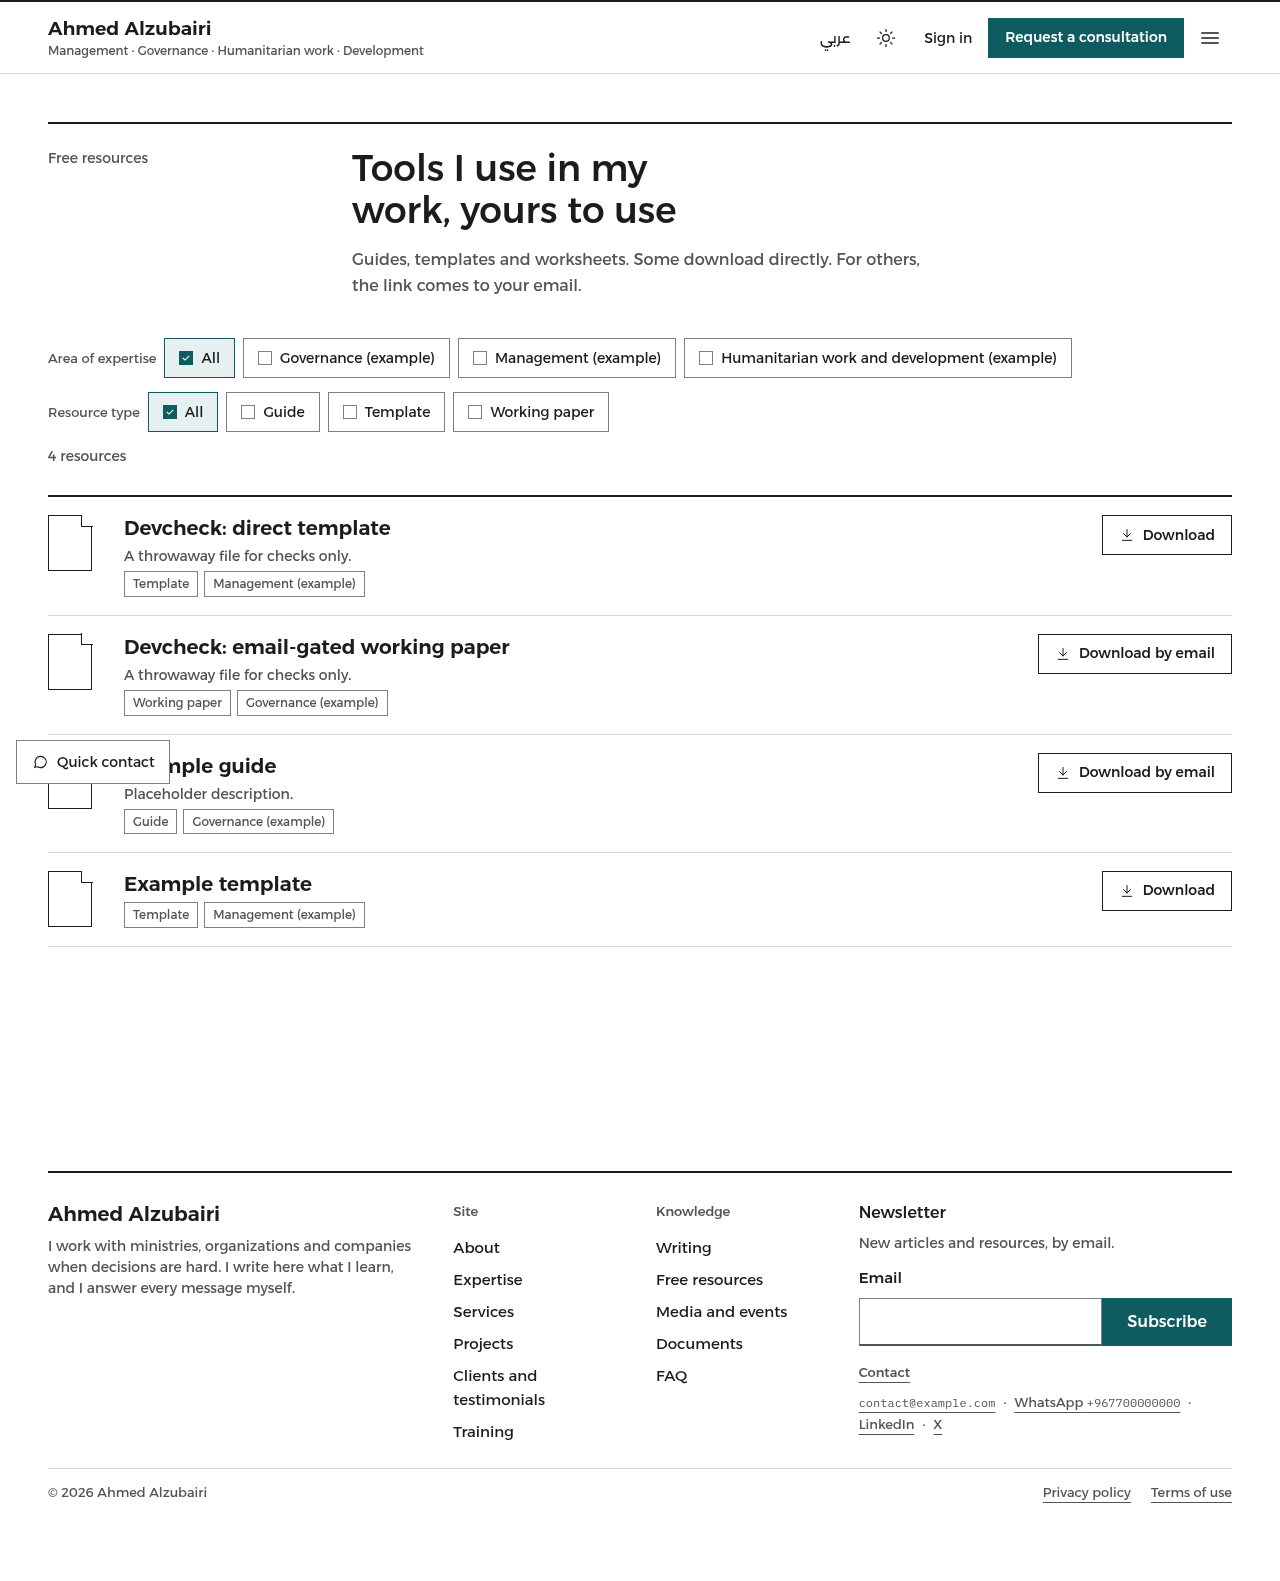 Ahmed Alzubairi
Management · Governance · Humanitarian work · Development
عربي
Sign in
Request a consultation
Free resources
Tools I use in my
work, yours to use
Guides, templates and worksheets. Some download directly. For others,
the link comes to your email.
Area of expertise
All
Governance (example)
Management (example)
Humanitarian work and development (example)
Resource type
All
Guide
Template
Working paper
4 resources
Devcheck: direct template
A throwaway file for checks only.
Template
Management (example)
Download
Devcheck: email-gated working paper
A throwaway file for checks only.
Working paper
Governance (example)
Download by email
Quick contact
mple guide
Placeholder description.
Guide
Governance (example)
Download by email
Example template
Template
Management (example)
Download
Ahmed Alzubairi
I work with ministries, organizations and companies
when decisions are hard. I write here what I learn,
and I answer every message myself.
Site
About
Expertise
Services
Projects
Clients and
testimonials
Training
Knowledge
Writing
Free resources
Media and events
Documents
FAQ
Newsletter
New articles and resources, by email.
Email
Subscribe
Contact
contact@example.com · WhatsApp +967700000000 ·
LinkedIn · X
© 2026 Ahmed Alzubairi
Privacy policy
Terms of use